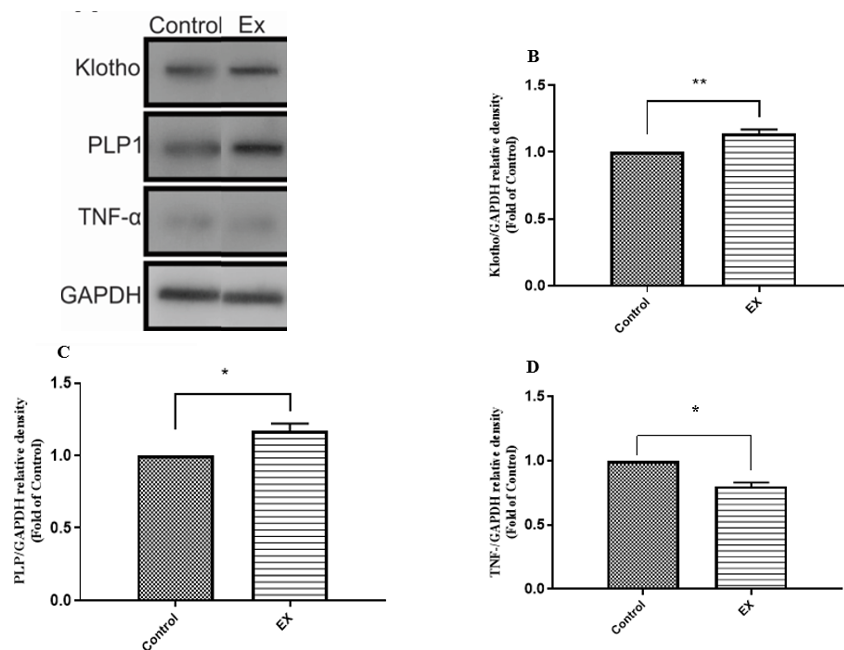 Control Ex
Klotho
PLP1
TNF-α
GAPDH
B
**
Klotho/GAPDH relative density
(Fold of Control)
1.5
1.0
0.5
0.0
Control
EX
C
*
PLP/GAPDH relative density
(Fold of Control)
1.5
1.0
0.5
0.0
Control
EX
D
*
TNF-/GAPDH relative density
(Fold of Control)
1.5
1.0
0.5
0.0
Control
EX